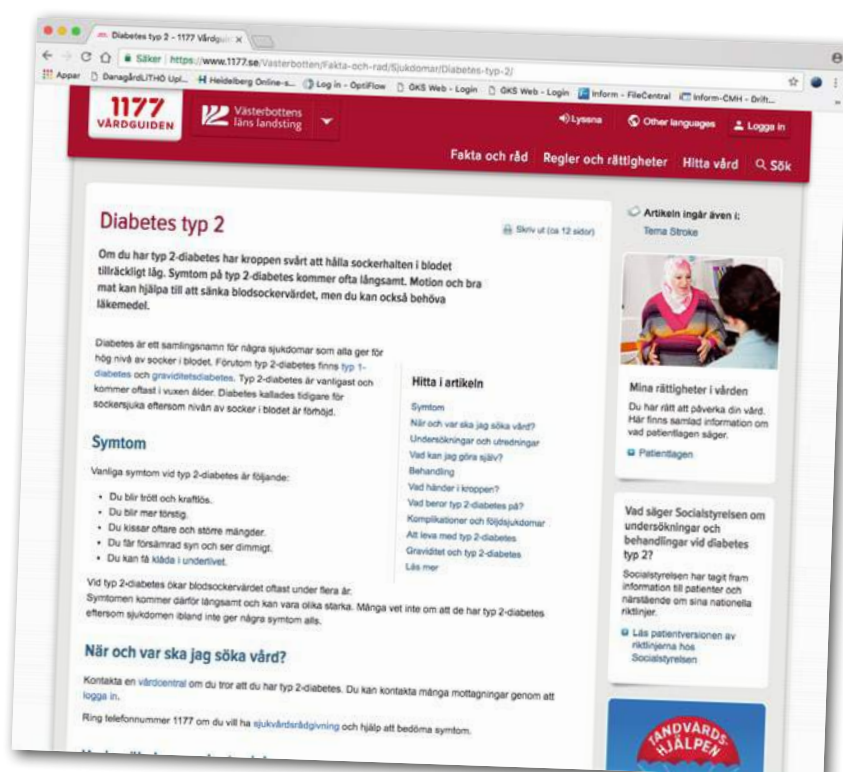 Diabetes typ 2 - 1177 Vårdgui
Säker | https://www.1177.se/Vasterbotten/Fakta-och-rad/Sjukdomar/Diabetes-typ-2/
Appar DanagårdLiTHO Upl... Heidelberg Online-s... Log in - OptiFlow GKS Web - Login GKS Web - Login Inform - FileCentral Inform-CMH - Drift...
1177
VÅRDGUIDEN
Västerbottens
läns landsting
Lyssna Other languages Logga in
Fakta och råd Regler och rättigheter Hitta vård Sök
Diabetes typ 2
Skriv ut (ca 12 sidor)
Om du har typ 2-diabetes har kroppen svårt att hålla sockerhalten i blodet
tillräckligt låg. Symtom på typ 2-diabetes kommer ofta långsamt. Motion och bra
mat kan hjälpa till att sänka blodsockervärdet, men du kan också behöva
läkemedel.
Diabetes är ett samlingsnamn för några sjukdomar som alla ger för
hög nivå av socker i blodet. Förutom typ 2-diabetes finns typ 1-
diabetes och graviditetsdiabetes. Typ 2-diabetes är vanligast och
kommer oftast i vuxen ålder. Diabetes kallades tidigare för
sockersjuka eftersom nivån av socker i blodet är förhöjd.
Symtom
Vanliga symtom vid typ 2-diabetes är följande:
• Du blir trött och kraftlös.
• Du blir mer törstig.
• Du kissar oftare och större mängder.
• Du får försämrad syn och ser dimmigt.
• Du kan få klåda i underlivet.
Vid typ 2-diabetes ökar blodsockervärdet oftast under flera år.
Symtomen kommer därför långsamt och kan vara olika starka. Många vet inte om att de har typ 2-diabetes
eftersom sjukdomen ibland inte ger några symtom alls.
När och var ska jag söka vård?
Kontakta en vårdcentral om du tror att du har typ 2-diabetes. Du kan kontakta många mottagningar genom att
logga in.
Ring telefonnummer 1177 om du vill ha sjukvårdsrådgivning och hjälp att bedöma symtom.
Hitta i artikeln
Symtom
När och var ska jag söka vård?
Undersökningar och utredningar
Vad kan jag göra själv?
Behandling
Vad händer i kroppen?
Vad beror typ 2-diabetes på?
Komplikationer och följdsjukdomar
Att leva med typ 2-diabetes
Graviditet och typ 2-diabetes
Läs mer
Artikeln ingår även i:
Tema Stroke
Mina rättigheter i vården
Du har rätt att påverka din vård.
Här finns samlad information om
vad patientlagen säger.
Patientlagen
Vad säger Socialstyrelsen om
undersökningar och
behandlingar vid diabetes
typ 2?
Socialstyrelsen har tagit fram
information till patienter och
närstående om sina nationella
riktlinjer.
Läs patientversionen av
riktlinjerna hos
Socialstyrelsen
TANDVÅRDS-
HJÄLPEN